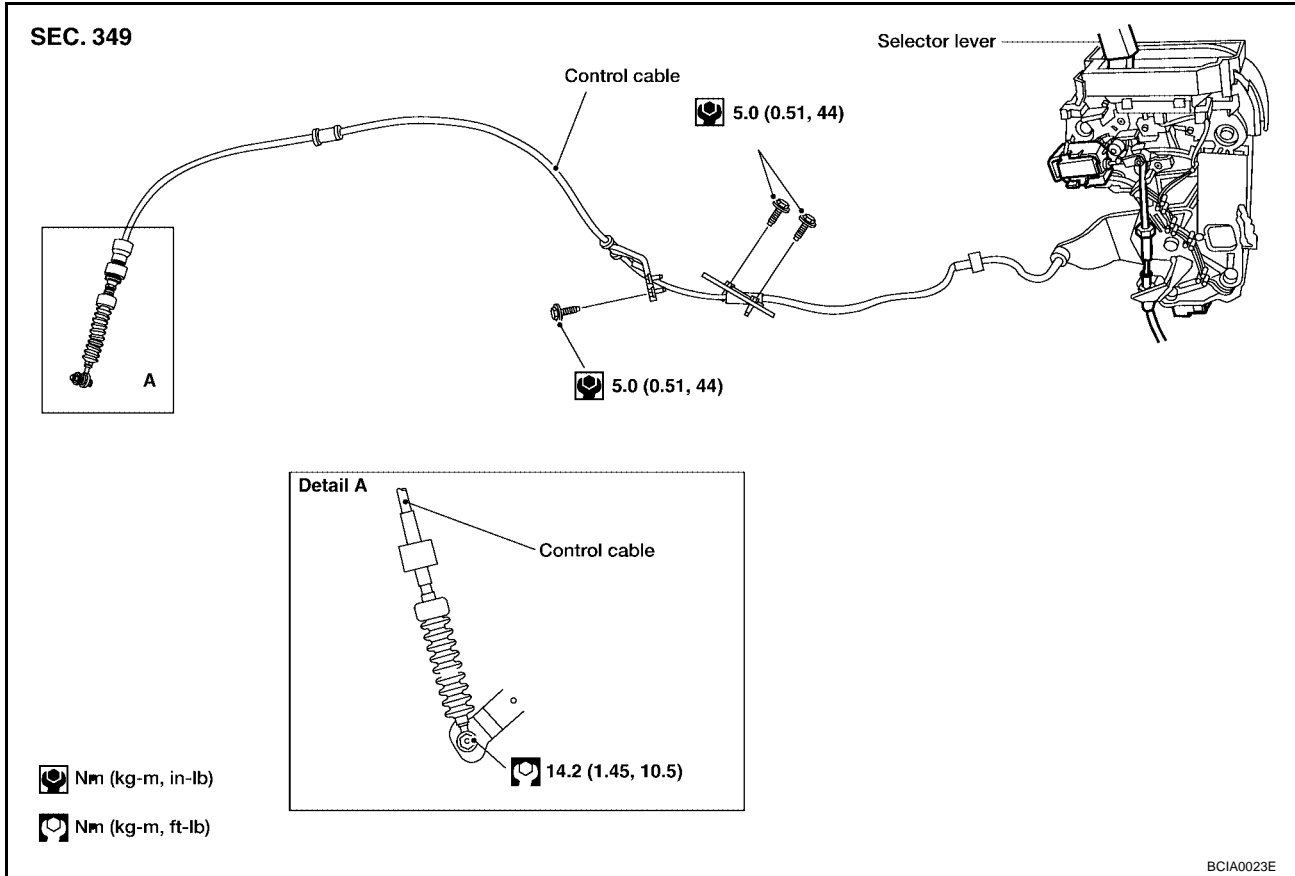 SEC. 349
Selector lever
Control cable
5.0 (0.51, 44)
A
5.0 (0.51, 44)
Detail A
Control cable
14.2 (1.45, 10.5)
N•m (kg-m, in-lb)
N•m (kg-m, ft-lb)
BCIA0023E